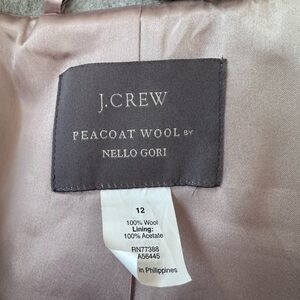 J.CREW
PEACOAT WOOL BY
NELLO GORI
12
100% Wool
Lining:
100% Acetate
RN77388
A56445
in Philippines